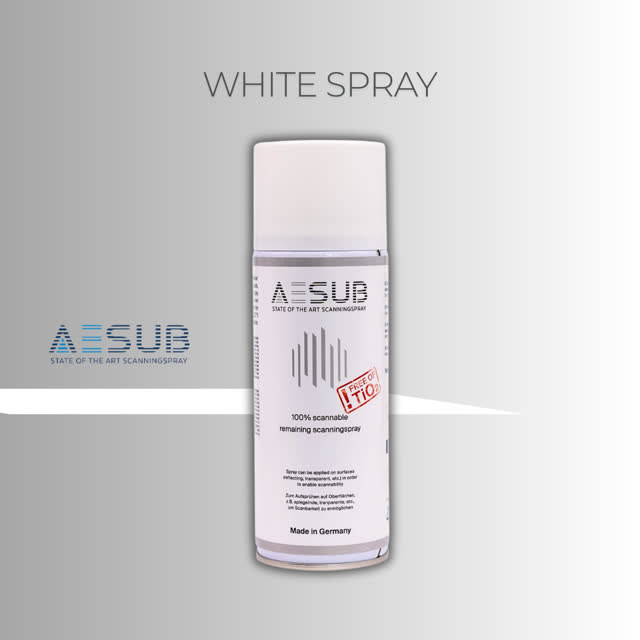 WHITE SPRAY
AESUB
STATE OF THE ART SCANNINGSPRAY
AESUB
STATE OF THE ART SCANNINGSPRAY
! FREE OF
TiO2
100% scannable
remaining scanningspray
Spray can be applied on surfaces
(reflecting, transparent, etc.) in order
to enable scannability
Zum Aufsprühen auf Oberflächen,
z.B. spiegelnde, tranparente, etc.,
um Scanbarkeit zu ermöglichen
Made in Germany